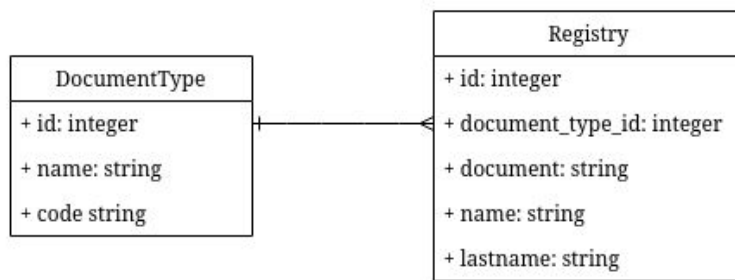 DocumentType
+ id: integer
+ name: string
+ code string
Registry
+ id: integer
+ document_type_id: integer
+ document: string
+ name: string
+ lastname: string